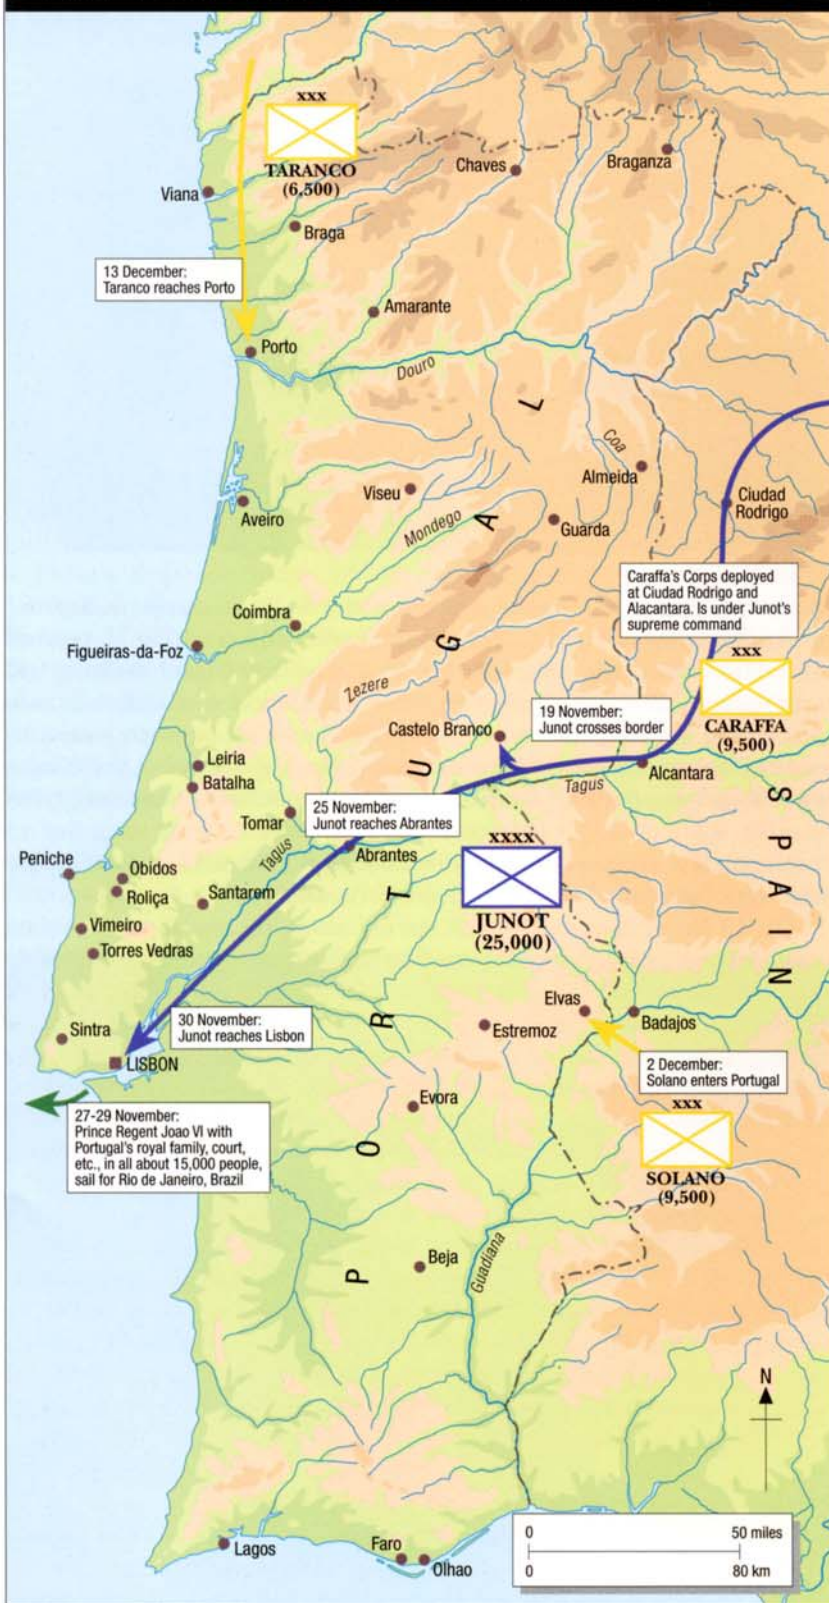 xxx
TARANCO
(6,500)
Chaves
Braganza
Viana
Braga
13 December:
Taranco reaches Porto
Amarante
Porto
Douro
L
Coa
Almeida
Viseu
Ciudad
Rodrigo
Aveiro
Mondego
A
Guarda
Caraffa's Corps deployed
at Ciudad Rodrigo and
Alacantara. Is under Junot's
supreme command
Coimbra
Figueiras-da-Foz
G
xxx
CARAFFA
(9,500)
Zezere
19 November:
Junot crosses border
Castelo Branco
Leiria
Batalha
U
Alcantara
Tagus
S
P
A
I
N
25 November:
Junot reaches Abrantes
Tomar
Tagus
Abrantes
xxxx
JUNOT
(25,000)
Peniche
Obidos
Roliça
Santarem
T
Vimeiro
Torres Vedras
Elvas
Badajos
30 November:
Junot reaches Lisbon
R
Estremoz
Sintra
LISBON
2 December:
Solano enters Portugal
27-29 November:
Prince Regent Joao VI with
Portugal's royal family, court,
etc., in all about 15,000 people,
sail for Rio de Janeiro, Brazil
Evora
xxx
SOLANO
(9,500)
O
Beja
Guadiana
P
N
Lagos
Faro
Olhao
0 50 miles
0 80 km